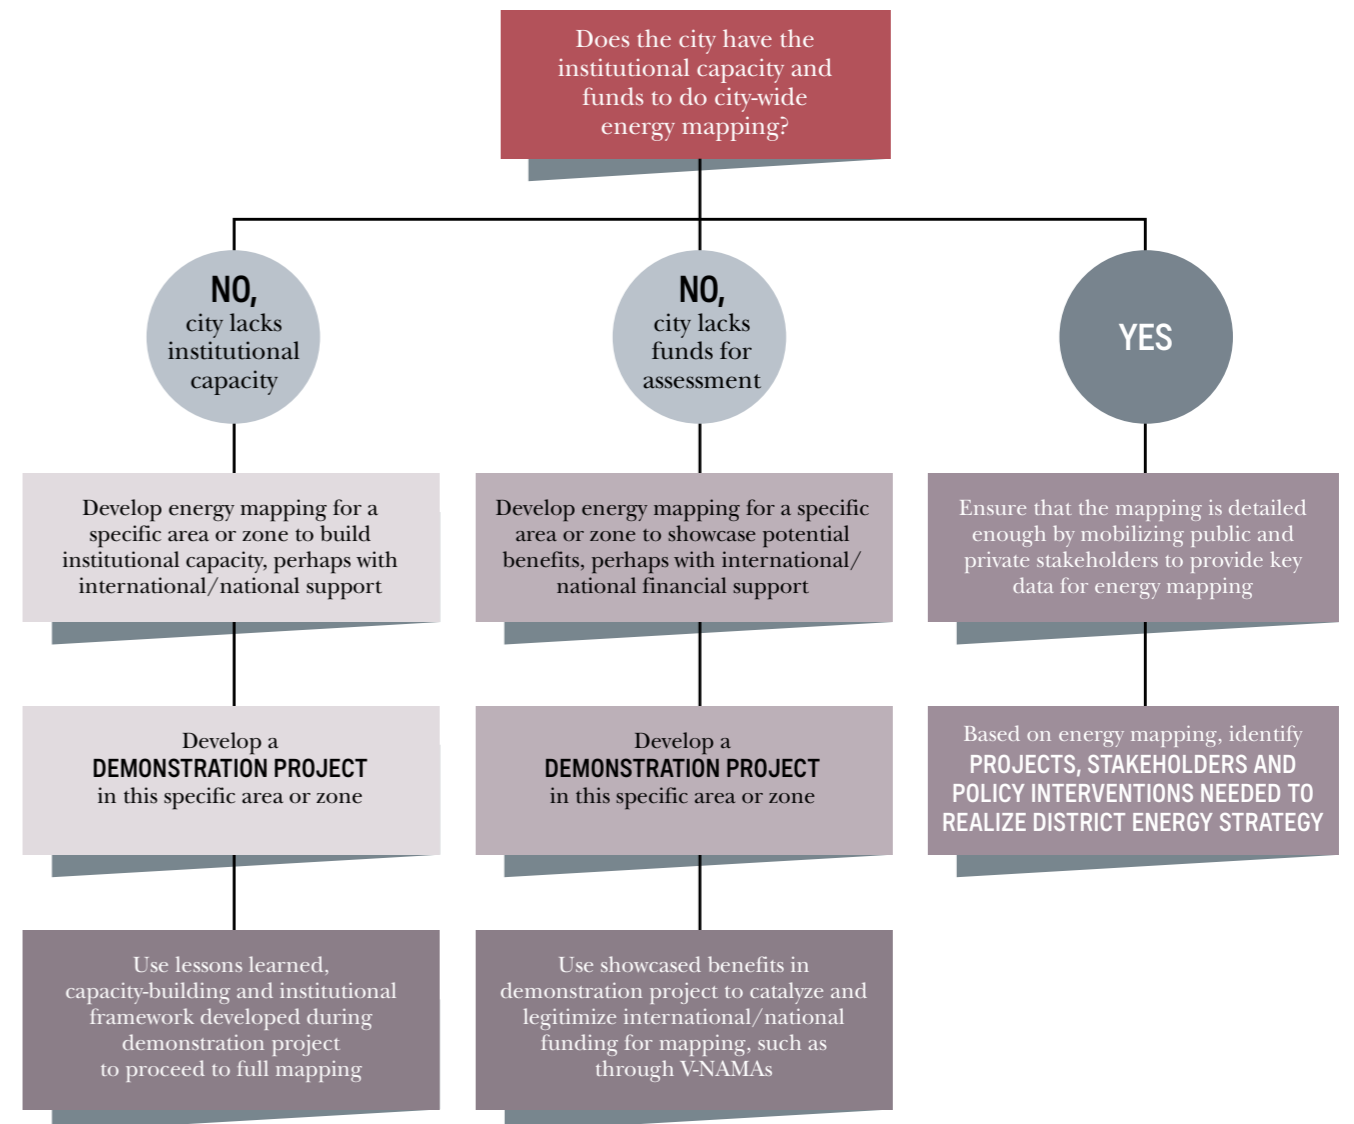 Does the city have the
institutional capacity and
funds to do city-wide
energy mapping?
NO,
city lacks
institutional
capacity
NO,
city lacks
funds for
assessment
YES
Develop energy mapping for a
specific area or zone to build
institutional capacity, perhaps with
international/national support
Develop energy mapping for a specific
area or zone to showcase potential
benefits, perhaps with international/
national financial support
Ensure that the mapping is detailed
enough by mobilizing public and
private stakeholders to provide key
data for energy mapping
Develop a
DEMONSTRATION PROJECT
in this specific area or zone
Develop a
DEMONSTRATION PROJECT
in this specific area or zone
Based on energy mapping, identify
PROJECTS, STAKEHOLDERS AND
POLICY INTERVENTIONS NEEDED TO
REALIZE DISTRICT ENERGY STRATEGY
Use lessons learned,
capacity-building and institutional
framework developed during
demonstration project
to proceed to full mapping
Use showcased benefits in
demonstration project to catalyze and
legitimize international/national
funding for mapping, such as
through V-NAMAs